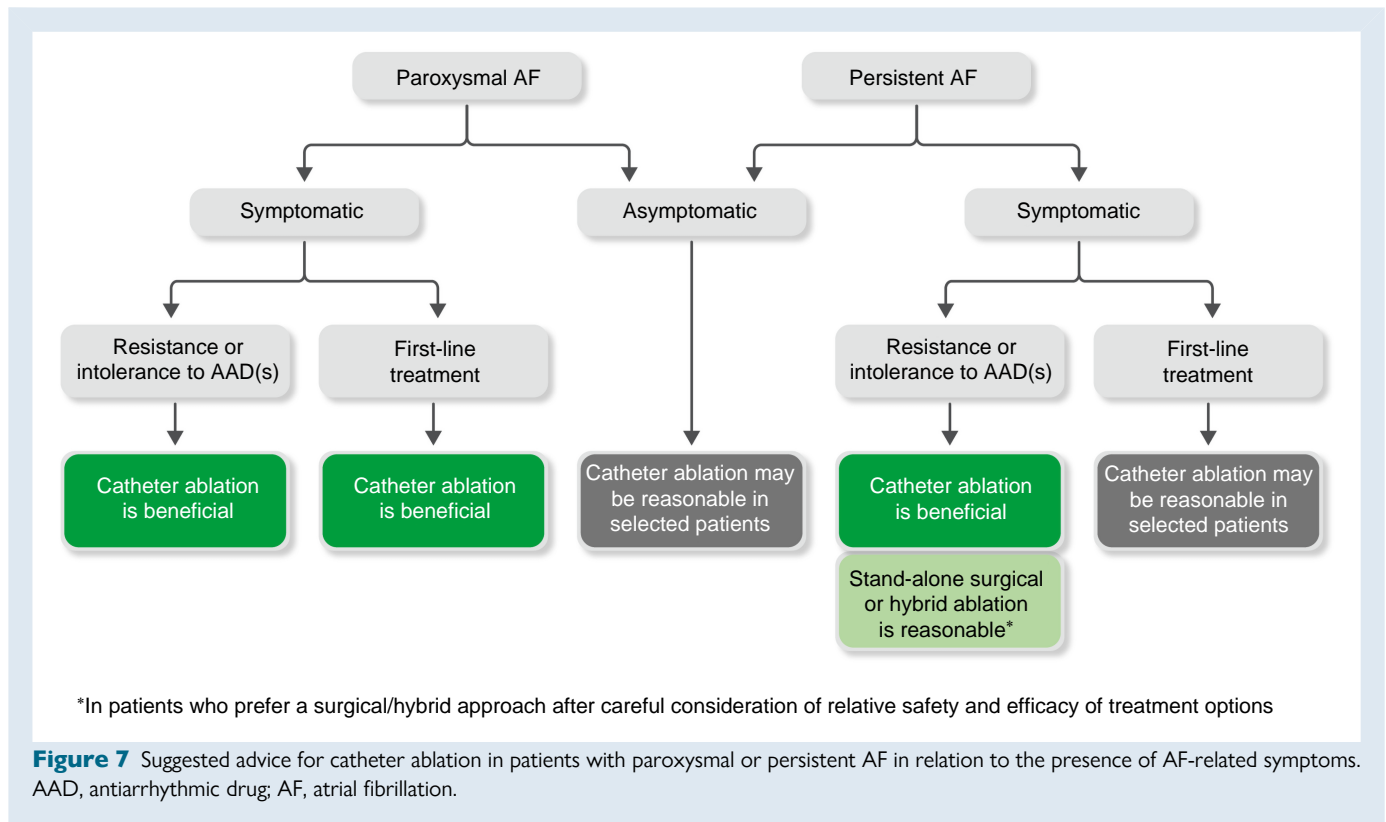 Paroxysmal AF
Persistent AF
Symptomatic
Asymptomatic
Symptomatic
Resistance or
intolerance to AAD(s)
First-line
treatment
Resistance or
intolerance to AAD(s)
First-line
treatment
Catheter ablation
is beneficial
Catheter ablation
is beneficial
Catheter ablation may
be reasonable in
selected patients
Catheter ablation
is beneficial
Catheter ablation may
be reasonable in
selected patients
Stand-alone surgical
or hybrid ablation
is reasonable*
*In patients who prefer a surgical/hybrid approach after careful consideration of relative safety and efficacy of treatment options
Figure 7 Suggested advice for catheter ablation in patients with paroxysmal or persistent AF in relation to the presence of AF-related symptoms.
AAD, antiarrhythmic drug; AF, atrial fibrillation.